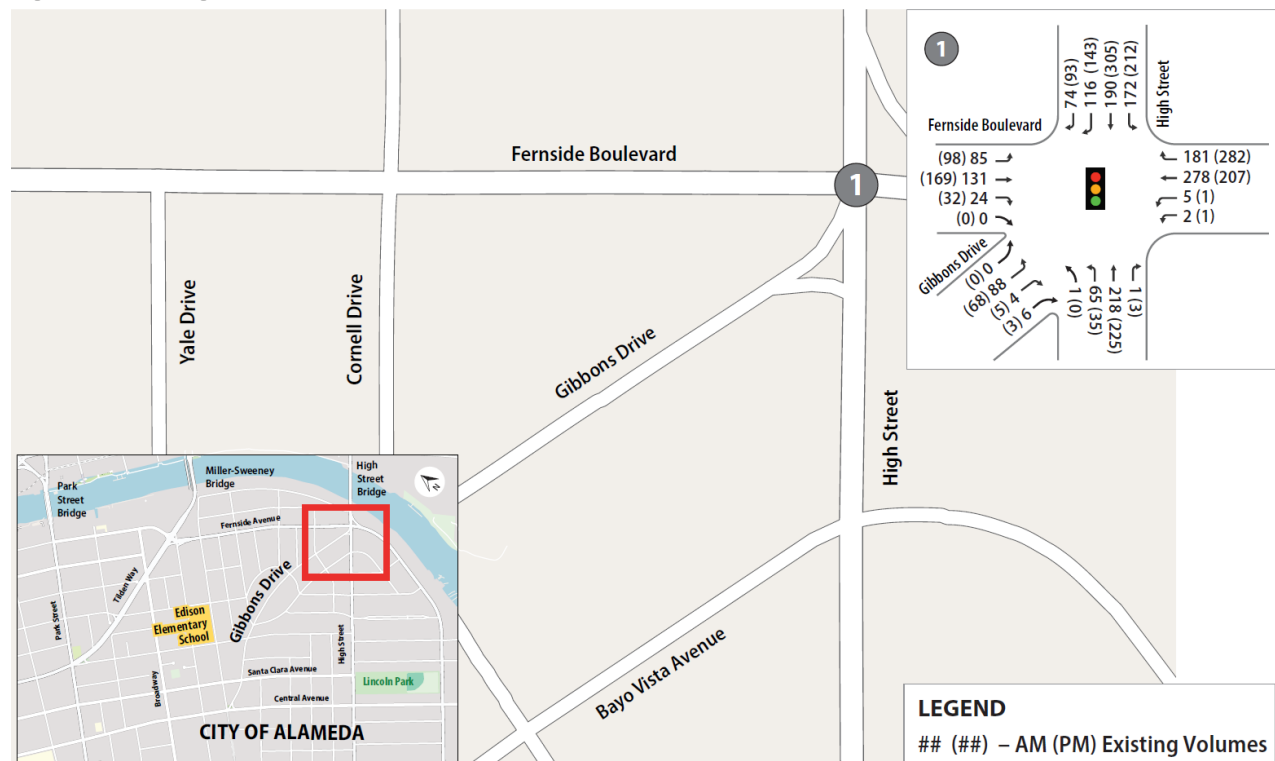 Fernside Boulevard
1
Yale Drive
Cornell Drive
Gibbons Drive
High Street
Bayo Vista Avenue
1
74 (93)
116 (143)
190 (305)
172 (212)
High Street
Fernside Boulevard
(98) 85
(169) 131
(32) 24
(0) 0
181 (282)
278 (207)
5 (1)
2 (1)
Gibbons Drive
(0) 0
(68) 88
(5) 4
(3) 6
1 (0)
65 (35)
218 (225)
1 (3)
Park
Street
Bridge
Miller-Sweeney
Bridge
High
Street
Bridge
N
Fernside Avenue
Tilden Way
Park Street
Edison
Elementary
School
Gibbons Drive
High Street
Broadway
Santa Clara Avenue
Lincoln Park
Central Avenue
CITY OF ALAMEDA
LEGEND
## (##) – AM (PM) Existing Volumes